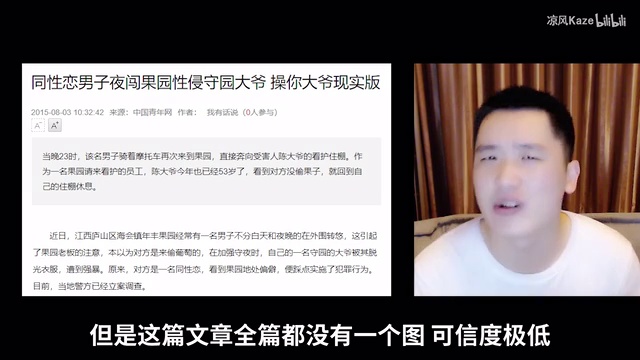 凉风Kaze bilibili
同性恋男子夜闯果园性侵守园大爷 操你大爷现实版
2015-08-03 10:32:42 来源：中国青年网 作者： 我有话说（0人参与）
A- A+
当晚23时，该名男子骑着摩托车再次来到果园，直接奔向受害人陈大爷的看护住棚。作
为一名果园请来看护的员工，陈大爷今年也已经53岁了，看到对方没偷果子，就回到自
己的住棚休息。
近日，江西庐山区海会镇年丰果园经常有一名男子不分白天和夜晚的在外围转悠，这引起
了果园老板的注意，本以为对方是来偷葡萄的，在加强守夜时，自己的一名守园的大爷被其脱
光衣服，遭到强暴。原来，对方是一名同性恋，看到果园地处偏僻，便踩点实施了犯罪行为。
目前，当地警方已经立案调查。
但是这篇文章全篇都没有一个图 可信度极低